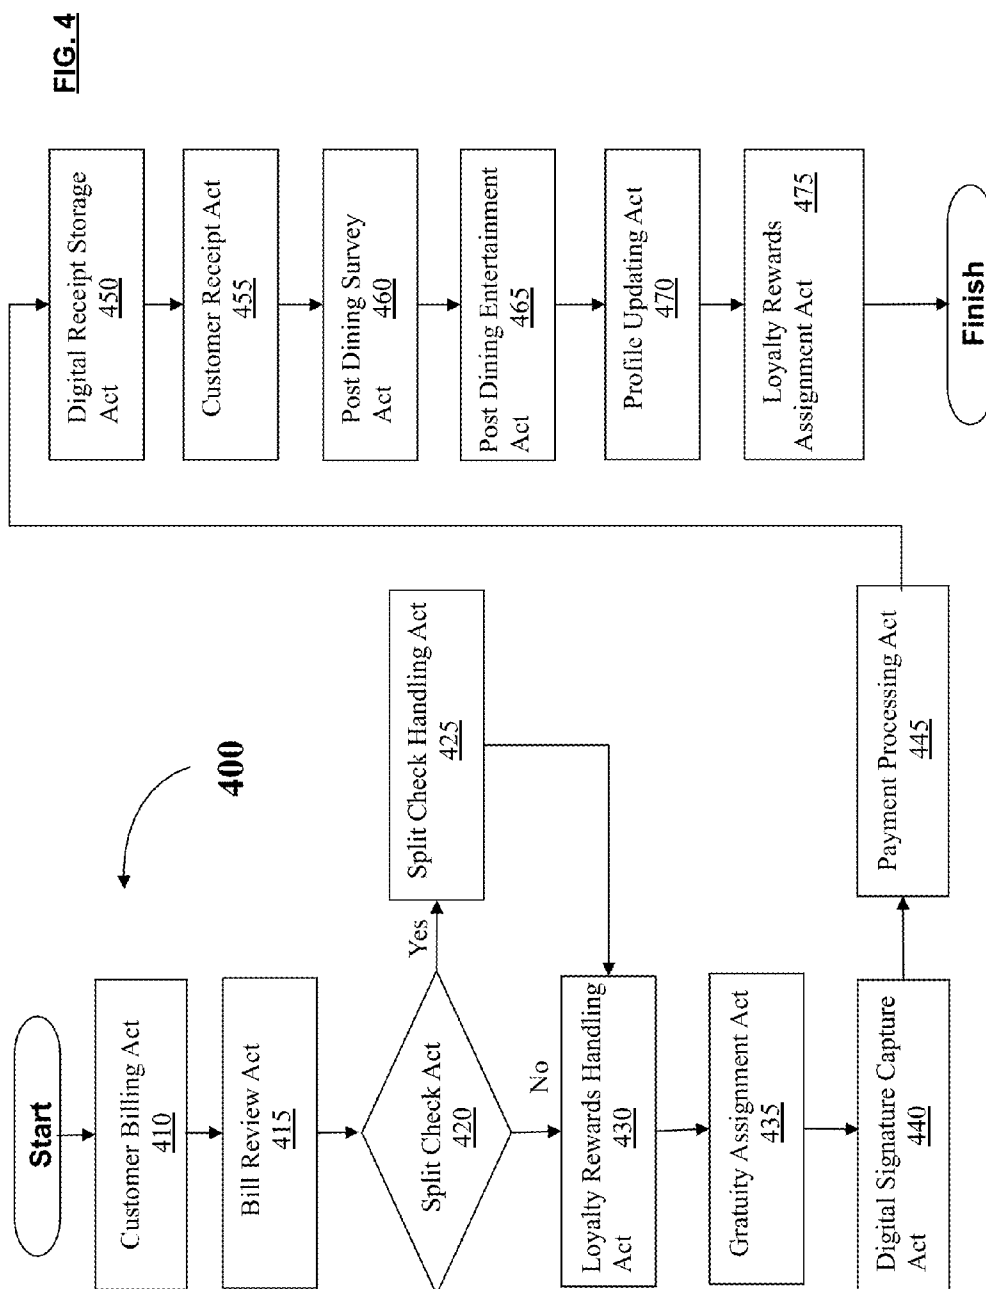 FIG. 4
400
Start
Customer Billing Act
410
Bill Review Act
415
Split Check Act
420
Yes
No
Split Check Handling Act
425
Loyalty Rewards Handling
Act
430
Gratuity Assignment Act
435
Digital Signature Capture
Act
440
Payment Processing Act
445
Digital Receipt Storage
Act
450
Customer Receipt Act
455
Post Dining Survey
Act
460
Post Dining Entertainment
Act
465
Profile Updating Act
470
Loyalty Rewards
Assignment Act
475
Finish